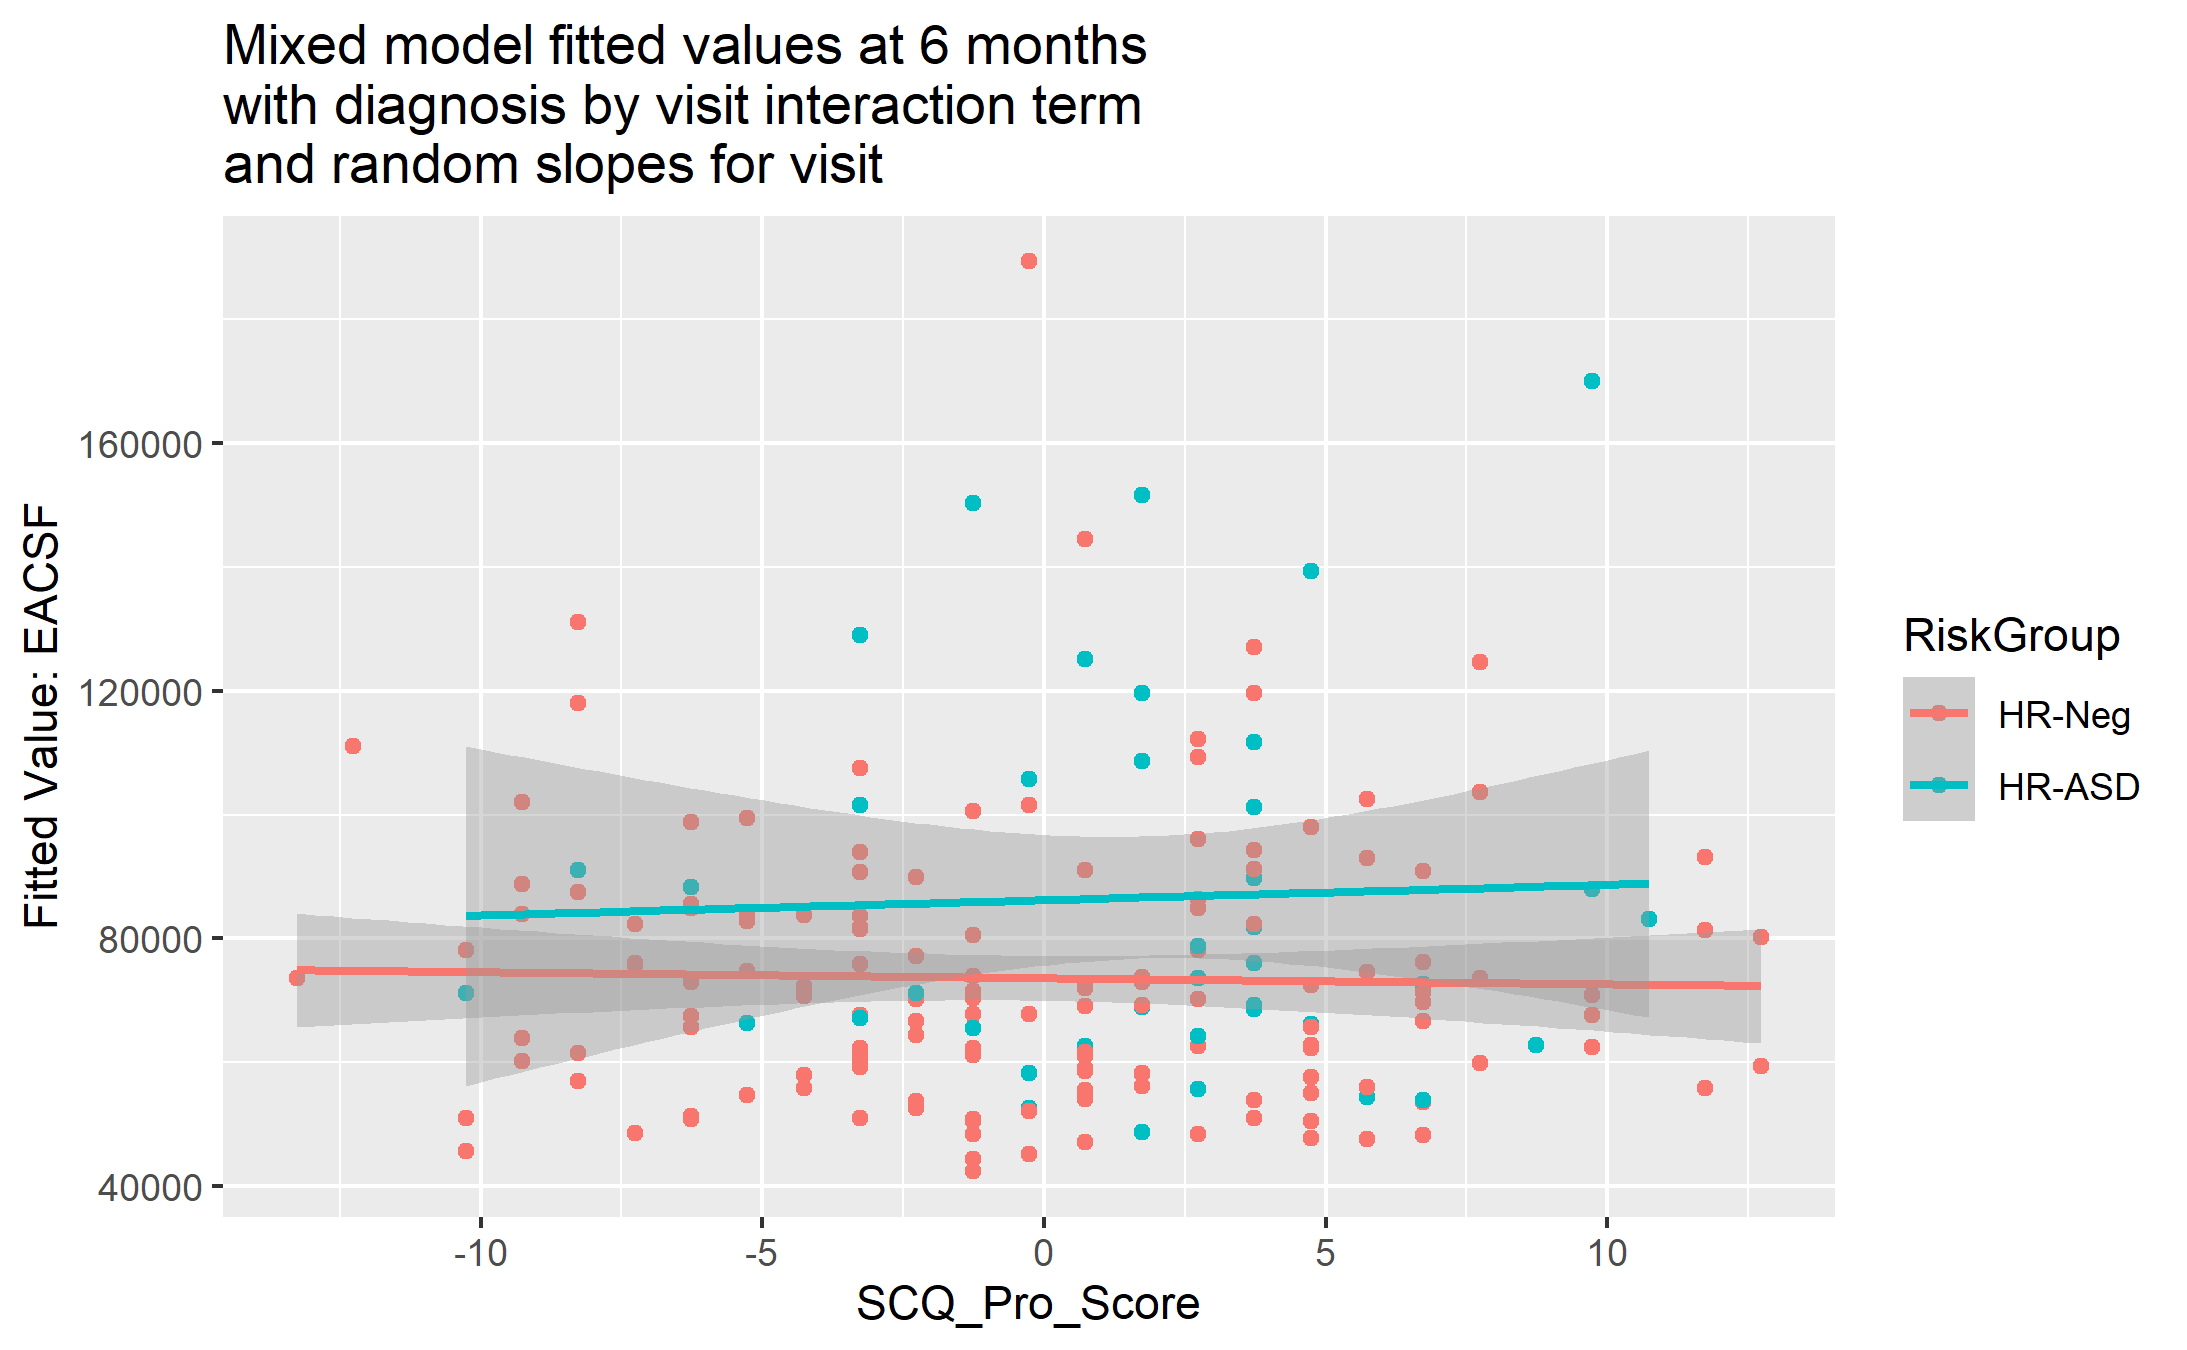 Mixed model fitted values at 6 months
with diagnosis by visit interaction term
and random slopes for visit
Fitted Value: EACSF
160000
120000
80000
40000
-10
-5
0
5
10
SCQ_Pro_Score
RiskGroup
HR-Neg
HR-ASD